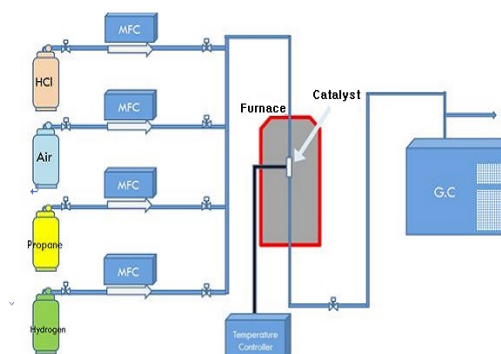 MFC
HCl
Furnace
Catalyst
MFC
Air
G.C
MFC
Propane
MFC
Hydrogen
Temperature
Controller